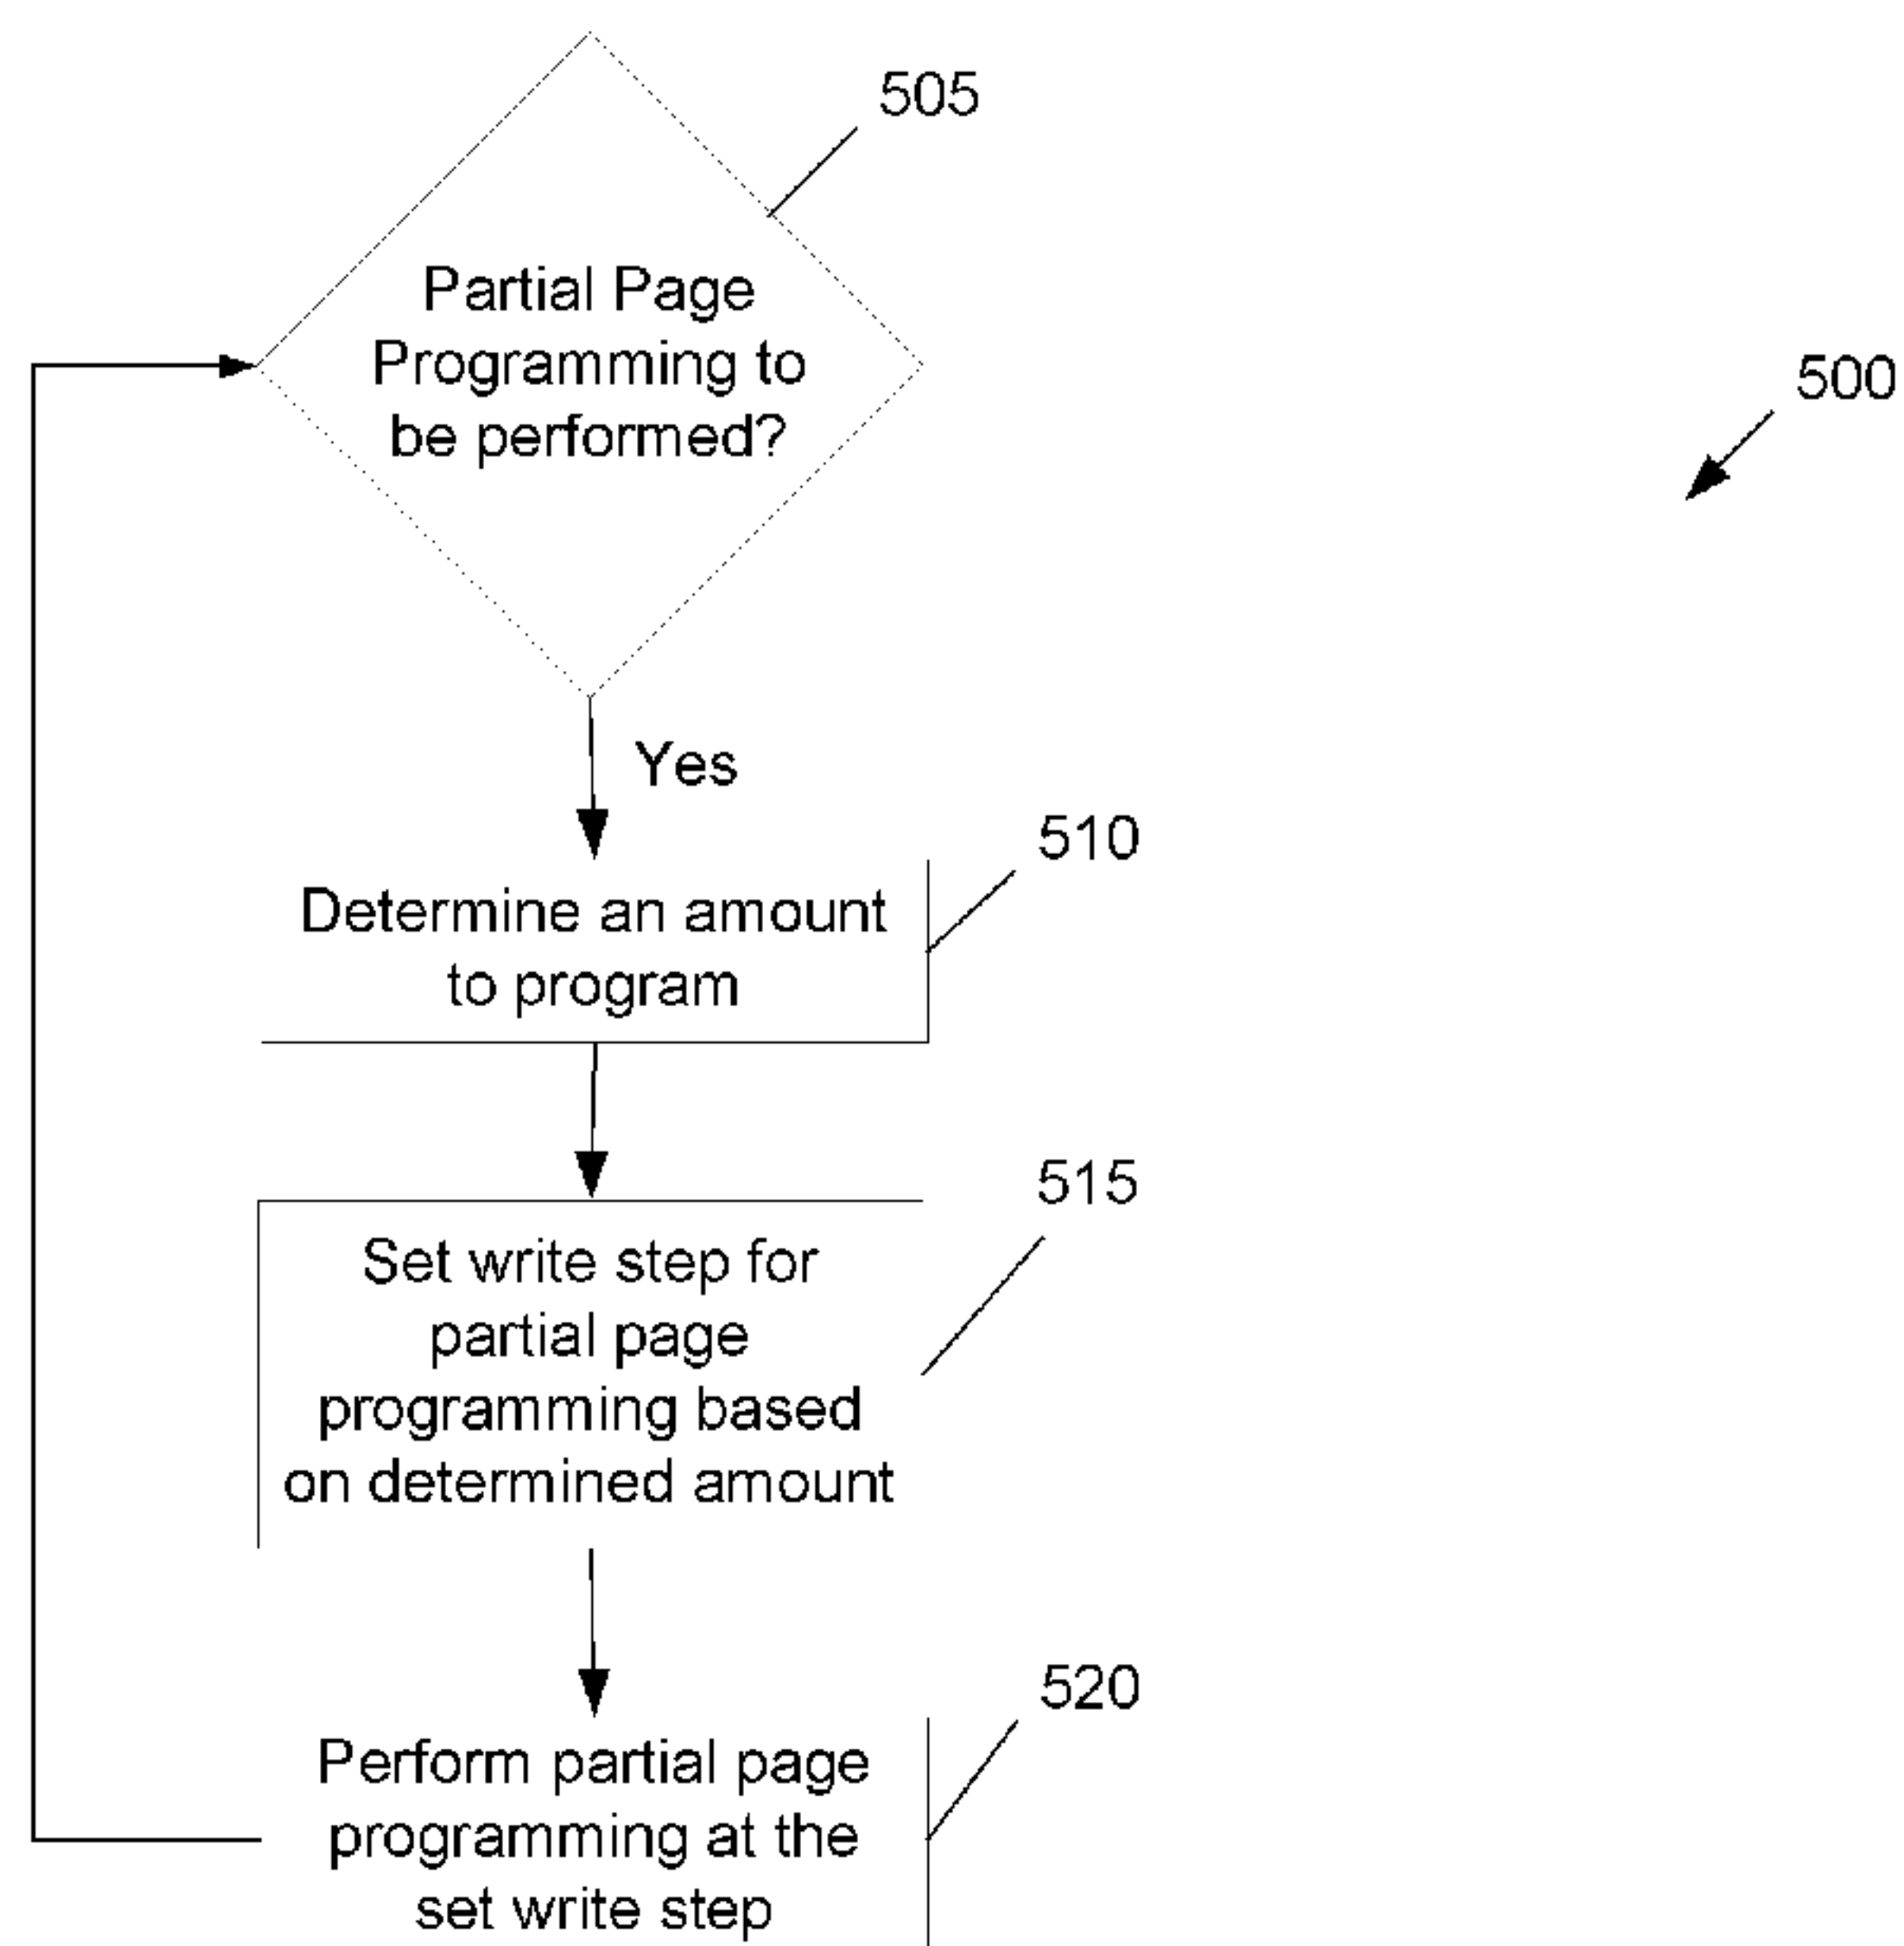 505
Partial Page
Programming to
be performed?
500
Yes
510
Determine an amount
to program
515
Set write step for
partial page
programming based
on determined amount
520
Perform partial page
programming at the
set write step